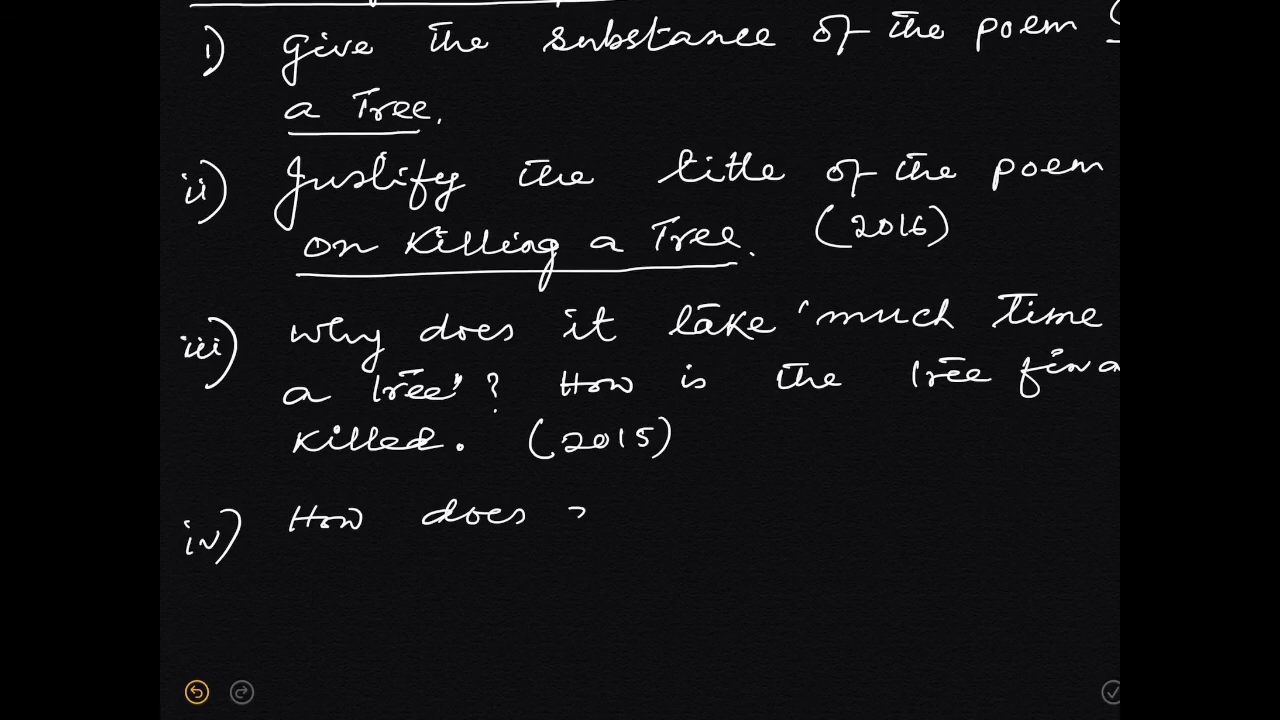 i) Give the substance of the poem
a Tree.
ii) Justify the title of the poem
on Killing a Tree. (2016)
iii) Why does it take 'much time
a tree'? How is the tree fina
killed. (2015)
iv) How does